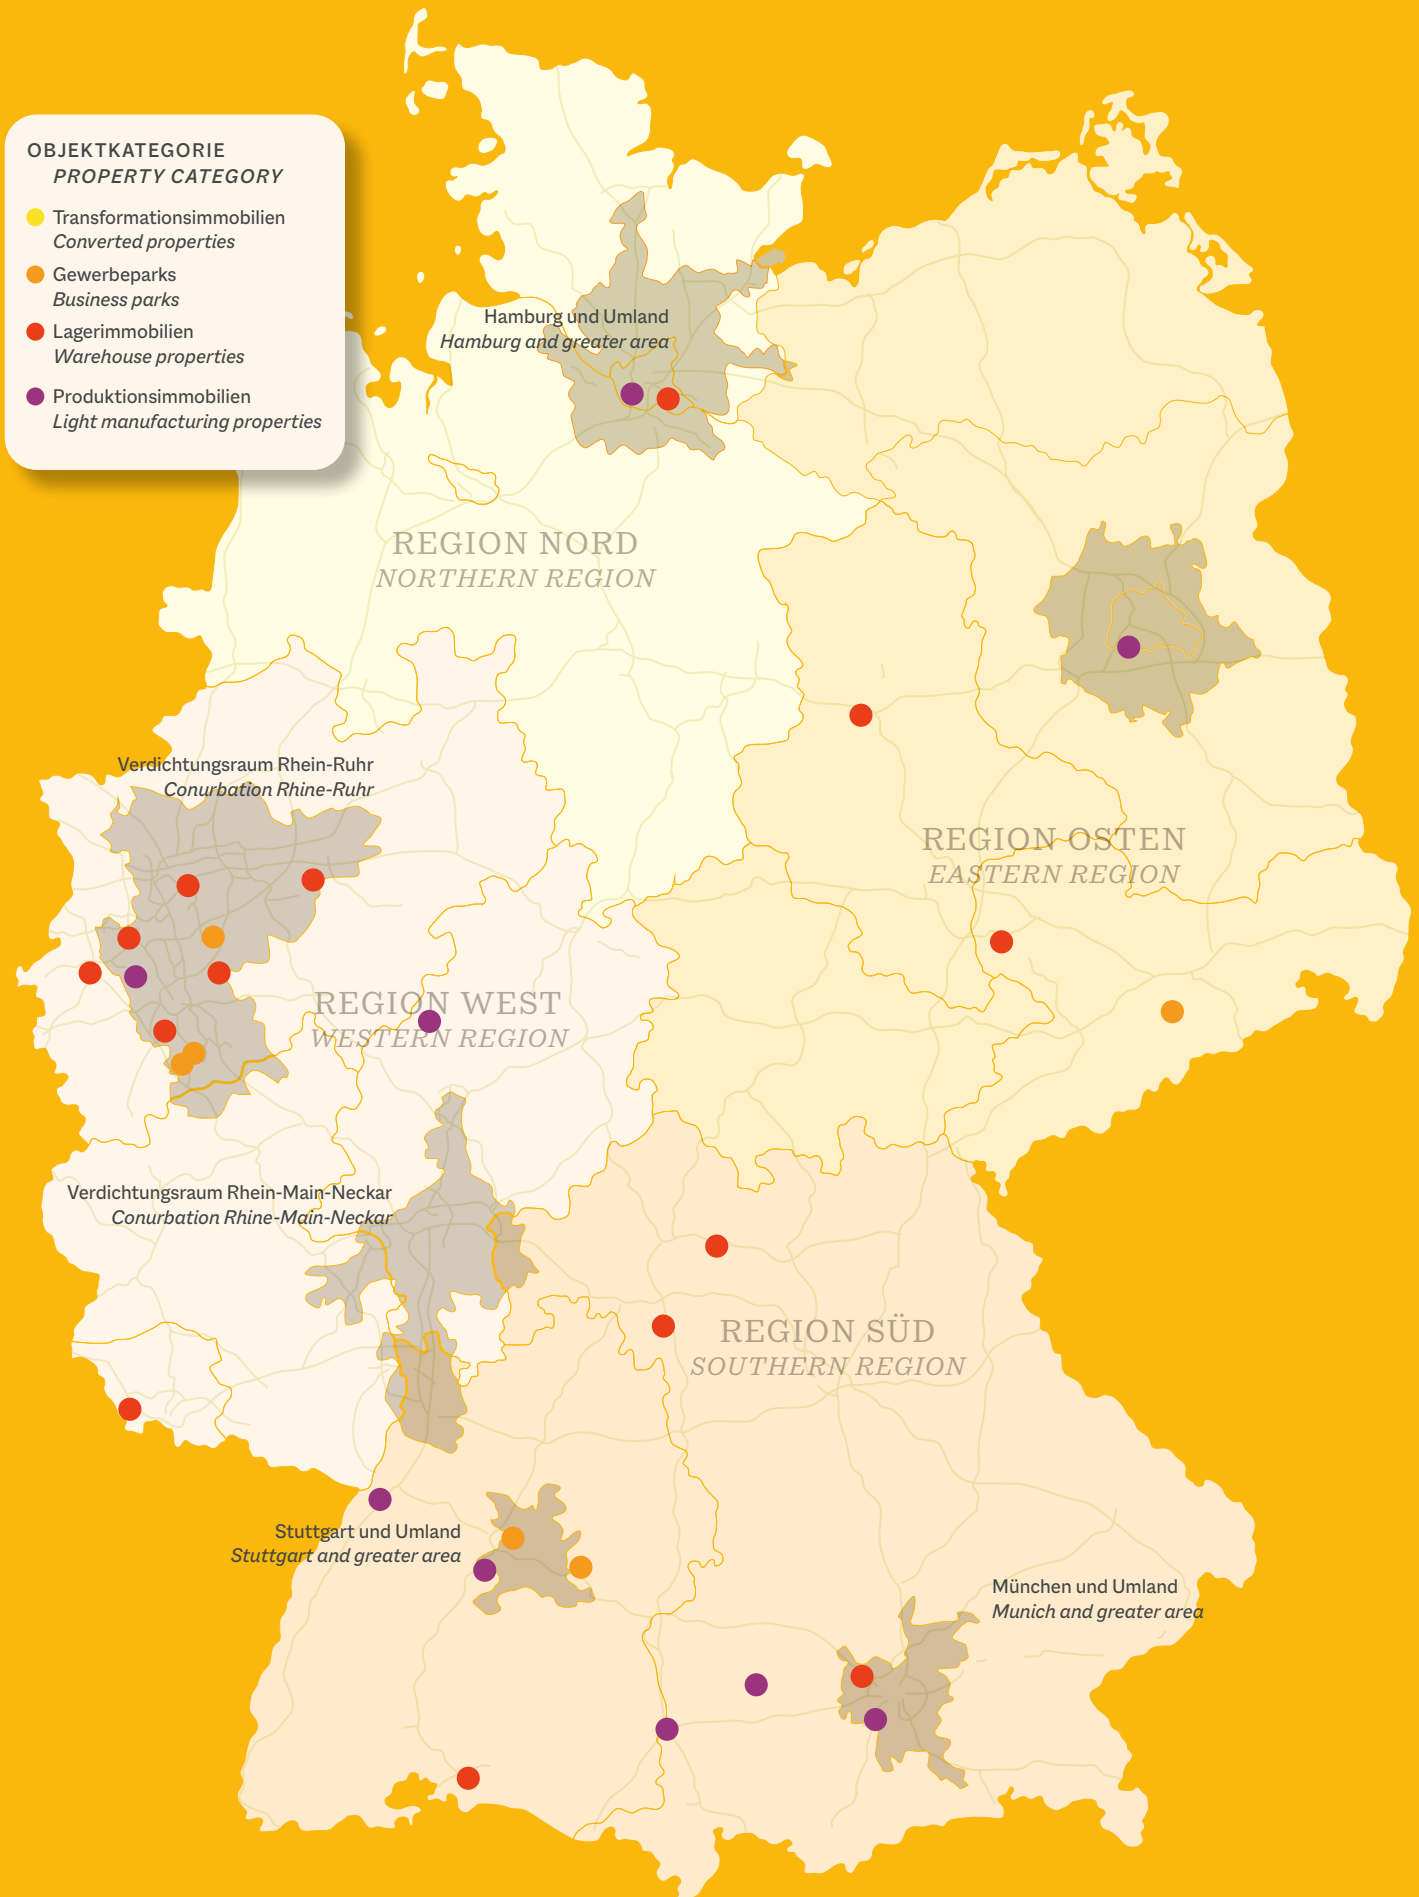 OBJEKTKATEGORIE
PROPERTY CATEGORY
Transformationsimmobilien
Converted properties
Gewerbeparks
Business parks
Lagerimmobilien
Warehouse properties
Produktionsimmobilien
Light manufacturing properties
Hamburg und Umland
Hamburg and greater area
REGION NORD
NORTHERN REGION
Verdichtungsraum Rhein-Ruhr
Conurbation Rhine-Ruhr
REGION OSTEN
EASTERN REGION
REGION WEST
WESTERN REGION
Verdichtungsraum Rhein-Main-Neckar
Conurbation Rhine-Main-Neckar
REGION SÜD
SOUTHERN REGION
Stuttgart und Umland
Stuttgart and greater area
München und Umland
Munich and greater area